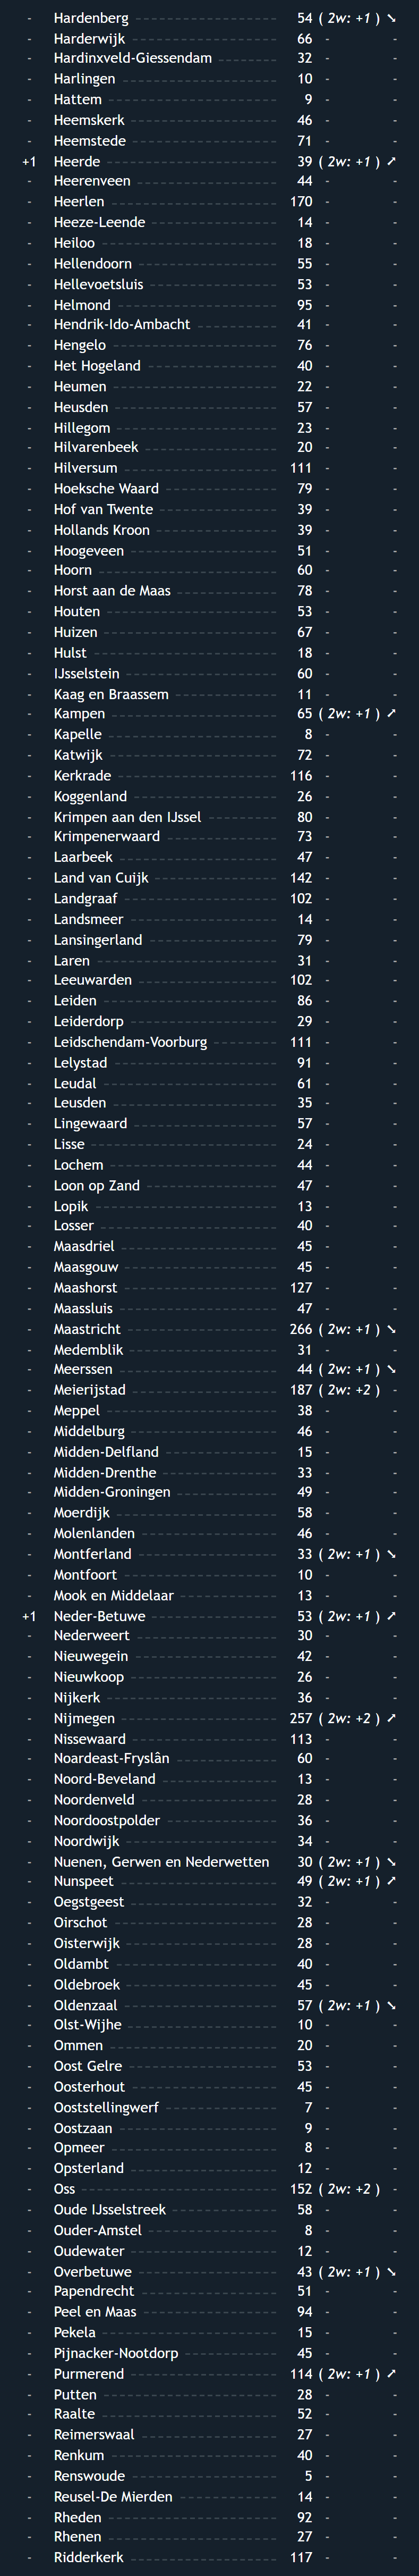 - Hardenberg 54 ( 2w: +1 ) ➘
- Harderwijk 66 - -
- Hardinxveld-Giessendam 32 - -
- Harlingen 10 - -
- Hattem 9 - -
- Heemskerk 46 - -
- Heemstede 71 - -
+1 Heerde 39 ( 2w: +1 ) ➚
- Heerenveen 44 - -
- Heerlen 170 - -
- Heeze-Leende 14 - -
- Heiloo 18 - -
- Hellendoorn 55 - -
- Hellevoetsluis 53 - -
- Helmond 95 - -
- Hendrik-Ido-Ambacht 41 - -
- Hengelo 76 - -
- Het Hogeland 40 - -
- Heumen 22 - -
- Heusden 57 - -
- Hillegom 23 - -
- Hilvarenbeek 20 - -
- Hilversum 111 - -
- Hoeksche Waard 79 - -
- Hof van Twente 39 - -
- Hollands Kroon 39 - -
- Hoogeveen 51 - -
- Hoorn 60 - -
- Horst aan de Maas 78 - -
- Houten 53 - -
- Huizen 67 - -
- Hulst 18 - -
- IJsselstein 60 - -
- Kaag en Braassem 11 - -
- Kampen 65 ( 2w: +1 ) ➚
- Kapelle 8 - -
- Katwijk 72 - -
- Kerkrade 116 - -
- Koggenland 26 - -
- Krimpen aan den IJssel 80 - -
- Krimpenerwaard 73 - -
- Laarbeek 47 - -
- Land van Cuijk 142 - -
- Landgraaf 102 - -
- Landsmeer 14 - -
- Lansingerland 79 - -
- Laren 31 - -
- Leeuwarden 102 - -
- Leiden 86 - -
- Leiderdorp 29 - -
- Leidschendam-Voorburg 111 - -
- Lelystad 91 - -
- Leudal 61 - -
- Leusden 35 - -
- Lingewaard 57 - -
- Lisse 24 - -
- Lochem 44 - -
- Loon op Zand 47 - -
- Lopik 13 - -
- Losser 40 - -
- Maasdriel 45 - -
- Maasgouw 45 - -
- Maashorst 127 - -
- Maassluis 47 - -
- Maastricht 266 ( 2w: +1 ) ➘
- Medemblik 31 - -
- Meerssen 44 ( 2w: +1 ) ➘
- Meierijstad 187 ( 2w: +2 ) -
- Meppel 38 - -
- Middelburg 46 - -
- Midden-Delfland 15 - -
- Midden-Drenthe 33 - -
- Midden-Groningen 49 - -
- Moerdijk 58 - -
- Molenlanden 46 - -
- Montferland 33 ( 2w: +1 ) ➘
- Montfoort 10 - -
- Mook en Middelaar 13 - -
+1 Neder-Betuwe 53 ( 2w: +1 ) ➚
- Nederweert 30 - -
- Nieuwegein 42 - -
- Nieuwkoop 26 - -
- Nijkerk 36 - -
- Nijmegen 257 ( 2w: +2 ) ➚
- Nissewaard 113 - -
- Noardeast-Fryslân 60 - -
- Noord-Beveland 13 - -
- Noordenveld 28 - -
- Noordoostpolder 36 - -
- Noordwijk 34 - -
- Nuenen, Gerwen en Nederwetten 30 ( 2w: +1 ) ➘
- Nunspeet 49 ( 2w: +1 ) ➚
- Oegstgeest 32 - -
- Oirschot 28 - -
- Oisterwijk 28 - -
- Oldambt 40 - -
- Oldebroek 45 - -
- Oldenzaal 57 ( 2w: +1 ) ➘
- Olst-Wijhe 10 - -
- Ommen 20 - -
- Oost Gelre 53 - -
- Oosterhout 45 - -
- Ooststellingwerf 7 - -
- Oostzaan 9 - -
- Opmeer 8 - -
- Opsterland 12 - -
- Oss 152 ( 2w: +2 ) -
- Oude IJsselstreek 58 - -
- Ouder-Amstel 8 - -
- Oudewater 12 - -
- Overbetuwe 43 ( 2w: +1 ) ➘
- Papendrecht 51 - -
- Peel en Maas 94 - -
- Pekela 15 - -
- Pijnacker-Nootdorp 45 - -
- Purmerend 114 ( 2w: +1 ) ➚
- Putten 28 - -
- Raalte 52 - -
- Reimerswaal 27 - -
- Renkum 40 - -
- Renswoude 5 - -
- Reusel-De Mierden 14 - -
- Rheden 92 - -
- Rhenen 27 - -
- Ridderkerk 117 - -